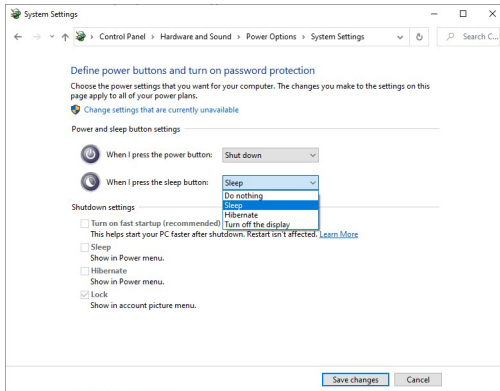 System Settings
Control Panel > Hardware and Sound > Power Options > System Settings
Search C...
Define power buttons and turn on password protection
Choose the power settings that you want for your computer. The changes you make to the settings on this
page apply to all of your power plans.
Change settings that are currently unavailable
Power and sleep button settings
When I press the power button: Shut down
When I press the sleep button: Sleep
Do nothing
Sleep
Hibernate
Turn off the display
Shutdown settings
Turn on fast startup (recommended)
This helps start your PC faster after shutdown. Restart isn't affected. Learn More
Sleep
Show in Power menu.
Hibernate
Show in Power menu.
Lock
Show in account picture menu.
Save changes Cancel